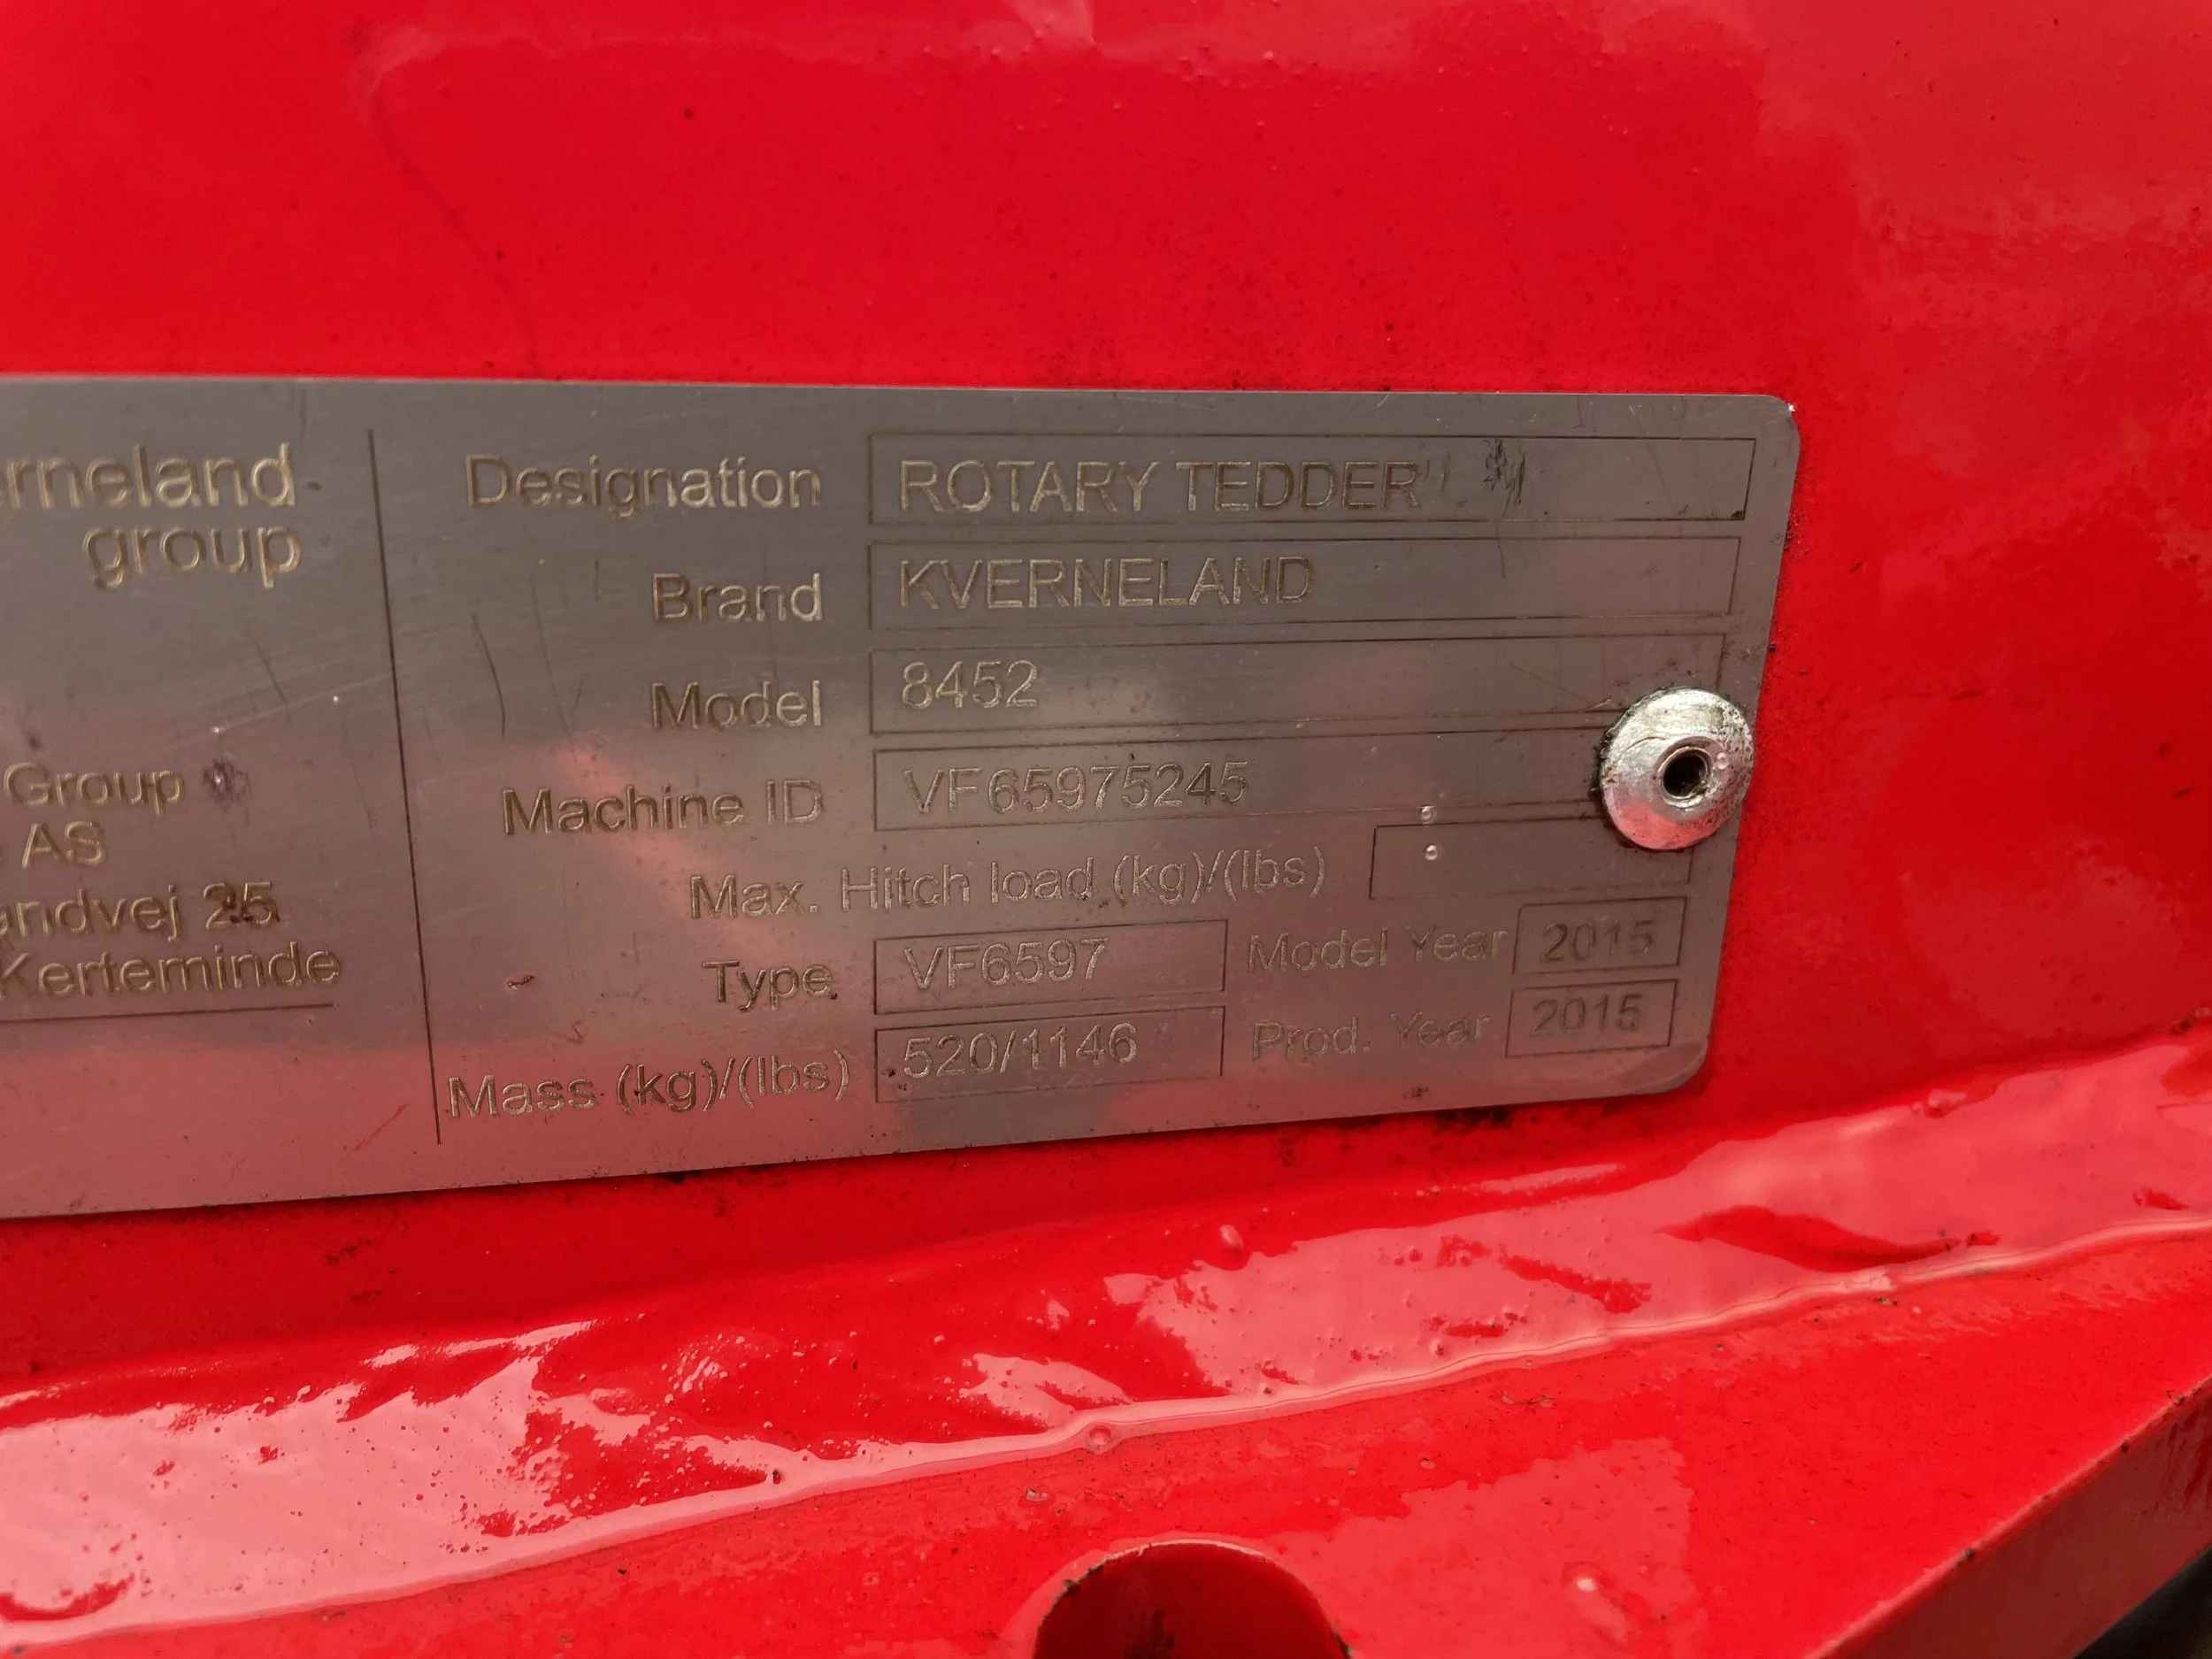 erneland
group
Group
AS
andvej 25
Kerteminde
Designation ROTARY TEDDER
Brand KVERNELAND
Model 8452
Machine ID VF65975245
Max. Hitch load (kg)/(lbs)
Type VF6597 Model Year 2015
Mass (kg)/(lbs) 520/1146 Prod. Year 2015